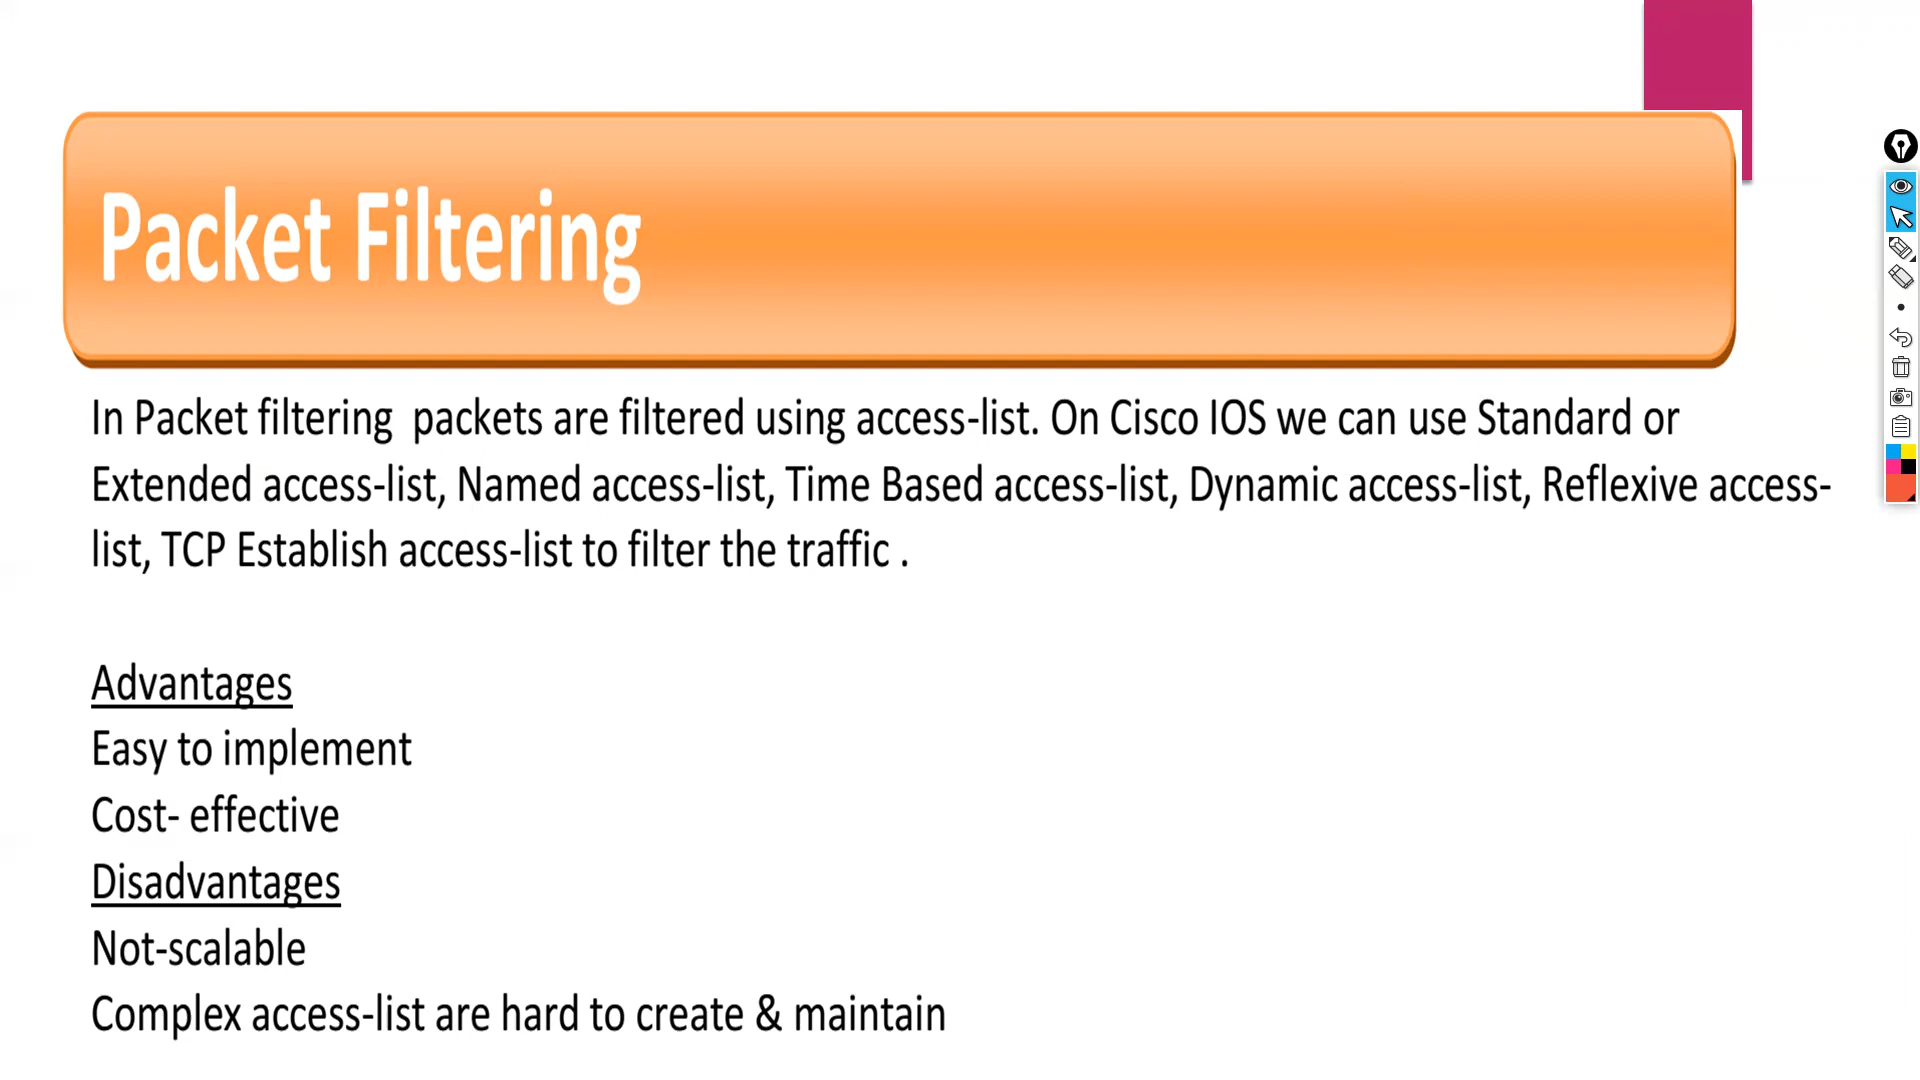 Packet Filtering
In Packet filtering  packets are filtered using access-list. On Cisco IOS we can use Standard or
Extended access-list, Named access-list, Time Based access-list, Dynamic access-list, Reflexive access-
list, TCP Establish access-list to filter the traffic .
Advantages
Easy to implement
Cost- effective
Disadvantages
Not-scalable
Complex access-list are hard to create & maintain